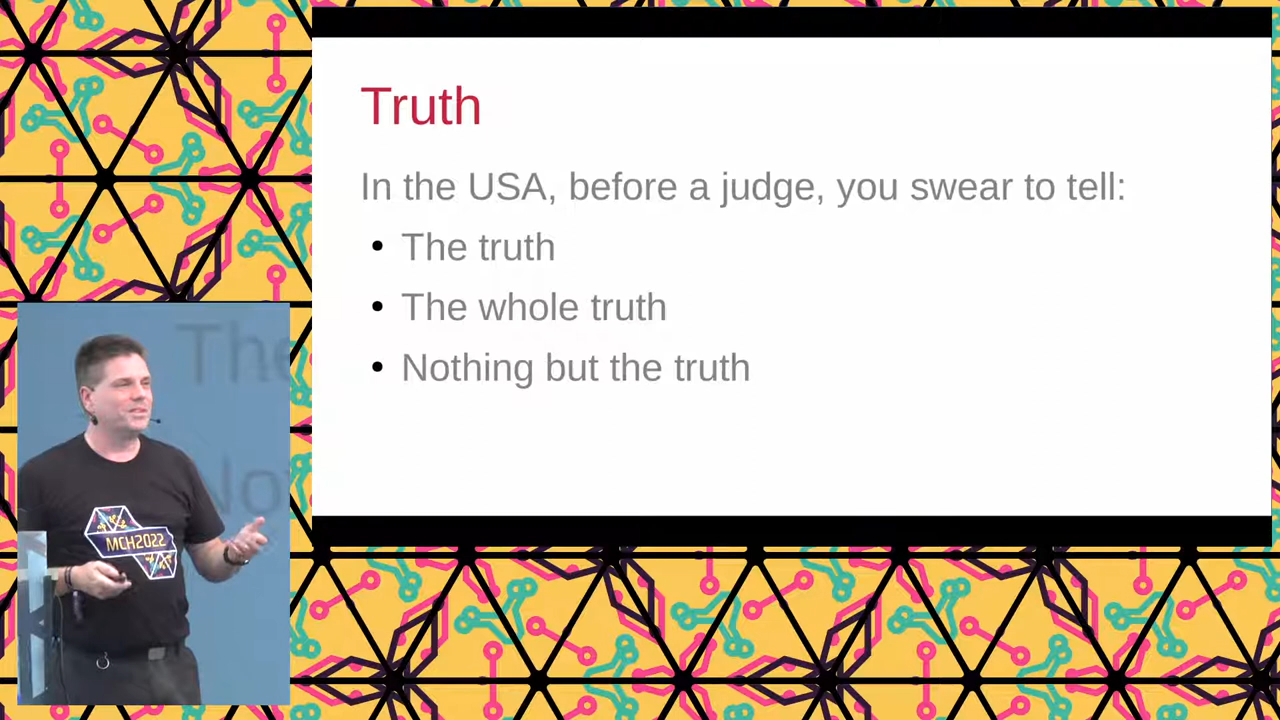 Truth
In the USA, before a judge, you swear to tell:
• The truth
• The whole truth
• Nothing but the truth
The
MCH2022